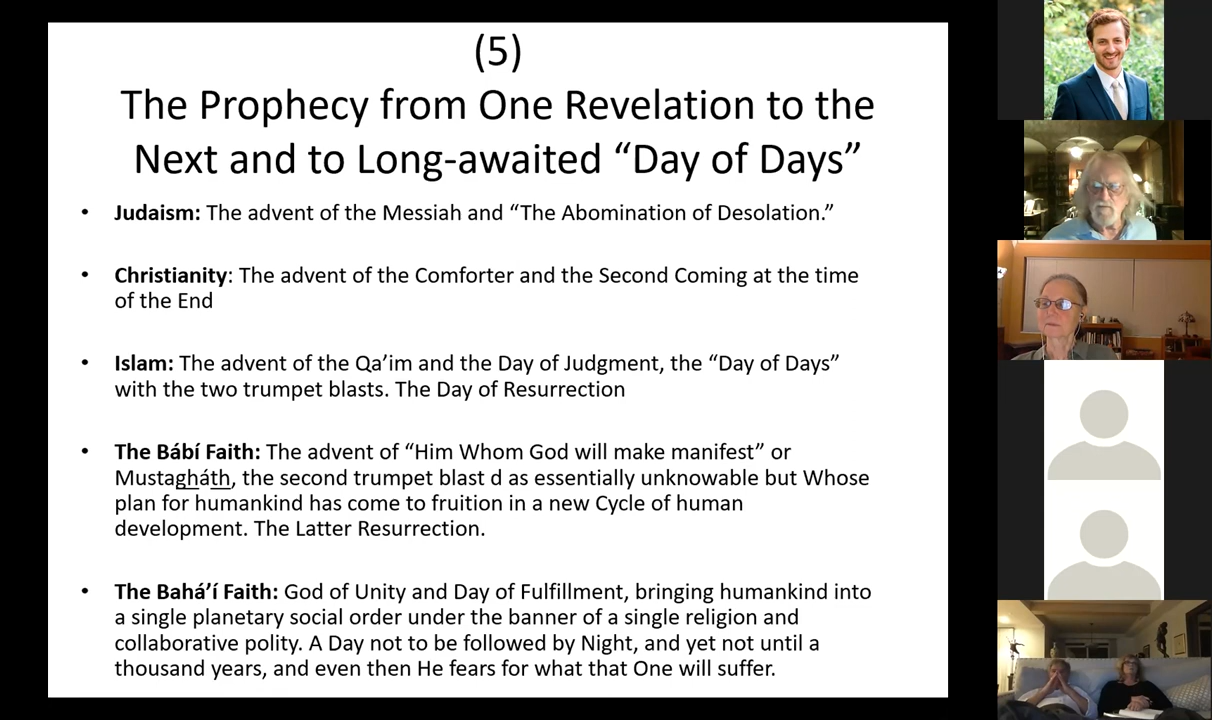 (5)
The Prophecy from One Revelation to the
Next and to Long-awaited “Day of Days”
• Judaism: The advent of the Messiah and “The Abomination of Desolation.”
• Christianity: The advent of the Comforter and the Second Coming at the time
of the End
• Islam: The advent of the Qa’im and the Day of Judgment, the “Day of Days”
with the two trumpet blasts. The Day of Resurrection
• The Bábí Faith: The advent of “Him Whom God will make manifest” or
Mustagháth, the second trumpet blast d as essentially unknowable but Whose
plan for humankind has come to fruition in a new Cycle of human
development. The Latter Resurrection.
• The Bahá’í Faith: God of Unity and Day of Fulfillment, bringing humankind into
a single planetary social order under the banner of a single religion and
collaborative polity. A Day not to be followed by Night, and yet not until a
thousand years, and even then He fears for what that One will suffer.